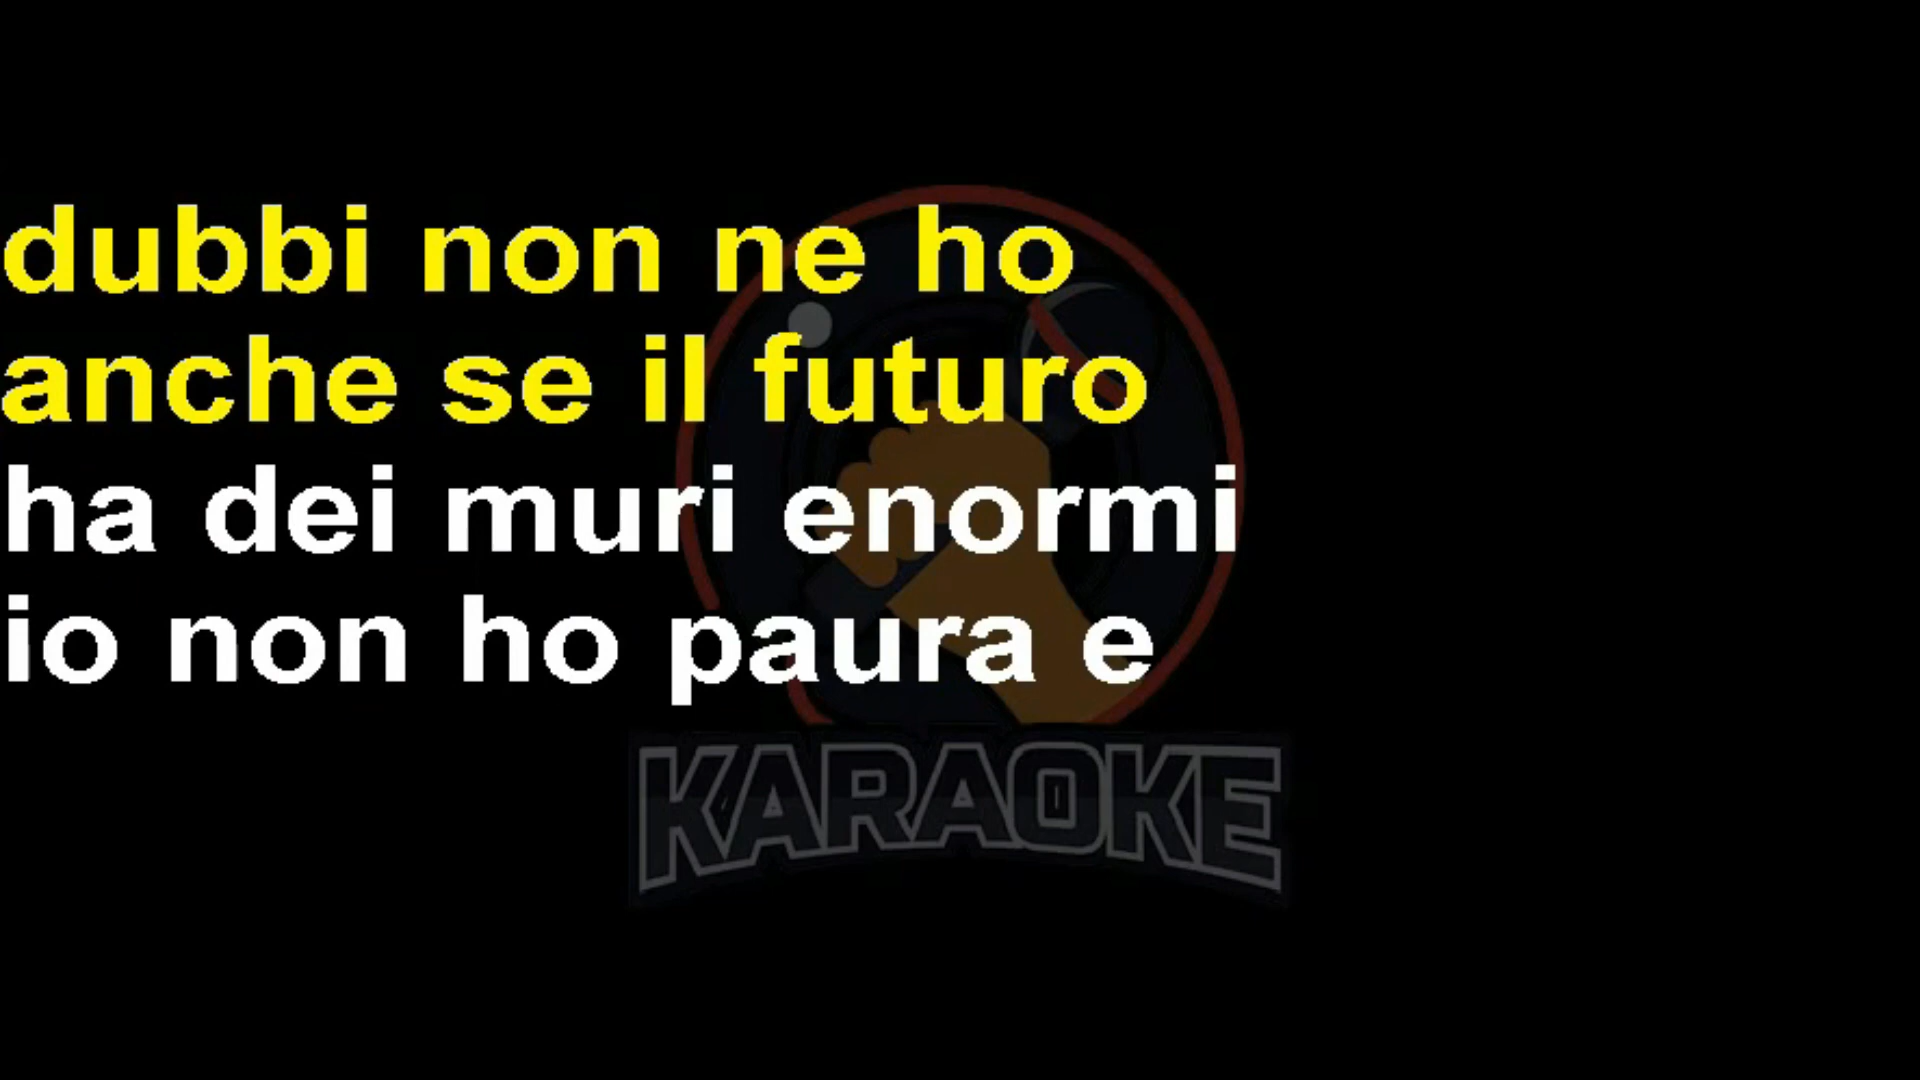 dubbi non ne ho
anche se il futuro
ha dei muri enormi
io non ho paura e
KARAOKE